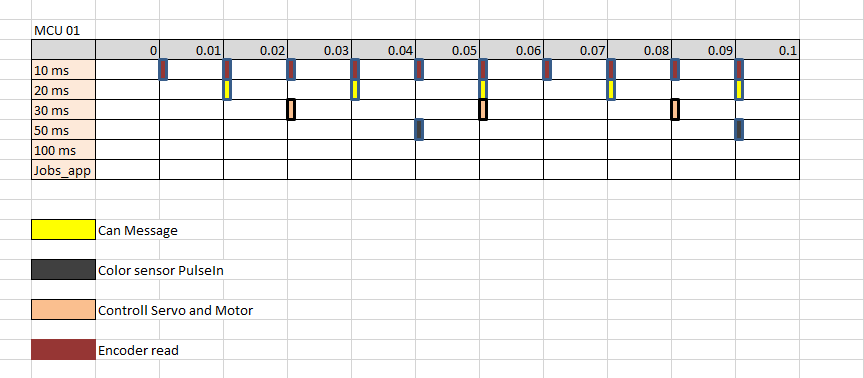 MCU 01
0 0.01 0.02 0.03 0.04 0.05 0.06 0.07 0.08 0.09 0.1
10 ms
20 ms
30 ms
50 ms
100 ms
Jobs_app
Can Message
Color sensor PulseIn
Controll Servo and Motor
Encoder read